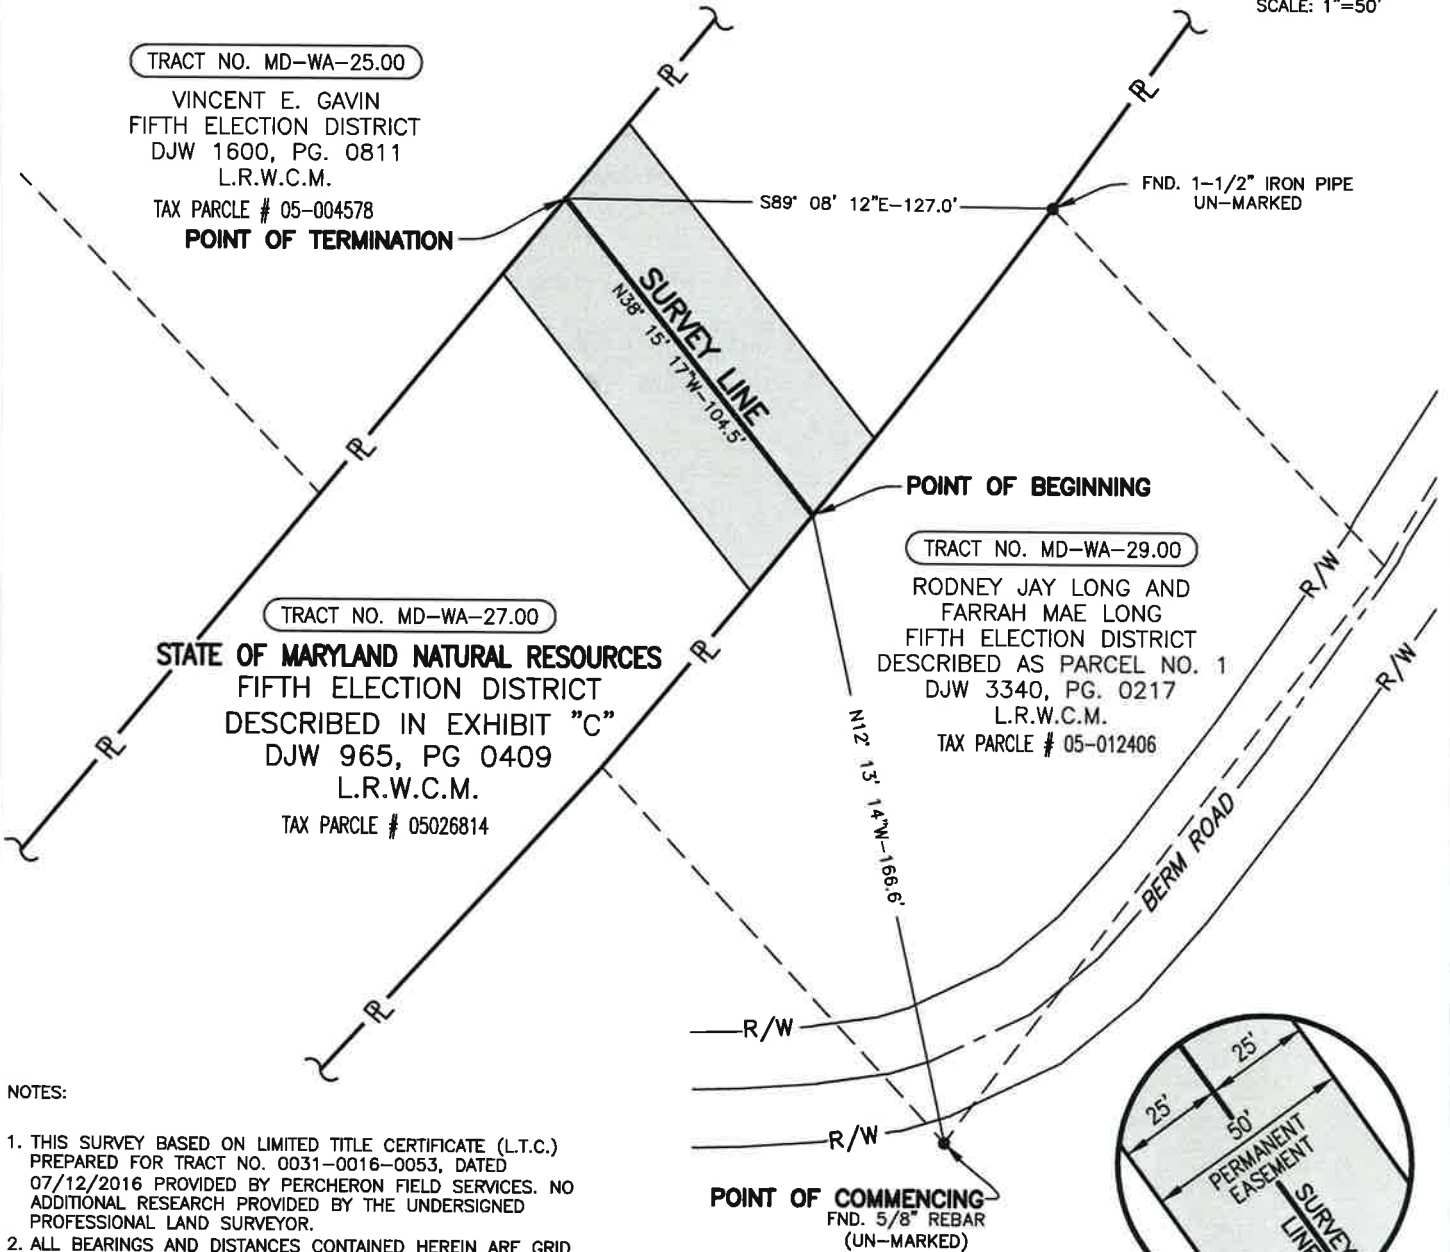 SCALE: 1"=50'
TRACT NO. MD-WA-25.00
VINCENT E. GAVIN
FIFTH ELECTION DISTRICT
DJW 1600, PG. 0811
L.R.W.C.M.
TAX PARCLE # 05-004578
POINT OF TERMINATION
S89° 08' 12"E-127.0'
FND. 1-1/2" IRON PIPE
UN-MARKED
SURVEY LINE
N38° 15' 17"W-104.5'
POINT OF BEGINNING
TRACT NO. MD-WA-29.00
RODNEY JAY LONG AND
FARRAH MAE LONG
FIFTH ELECTION DISTRICT
DESCRIBED AS PARCEL NO. 1
DJW 3340, PG. 0217
L.R.W.C.M.
TAX PARCLE # 05-012406
TRACT NO. MD-WA-27.00
STATE OF MARYLAND NATURAL RESOURCES
FIFTH ELECTION DISTRICT
DESCRIBED IN EXHIBIT "C"
DJW 965, PG 0409
L.R.W.C.M.
TAX PARCLE # 05026814
PL
PL
PL
PL
PL
PL
N12° 13' 14"W-166.6'
R/W
R/W
BERM ROAD
R/W
R/W
POINT OF COMMENCING
FND. 5/8" REBAR
(UN-MARKED)
25'
25'
50'
PERMANENT
EASEMENT
SURVEY
LINE
NOTES:
1. THIS SURVEY BASED ON LIMITED TITLE CERTIFICATE (L.T.C.)
PREPARED FOR TRACT NO. 0031-0016-0053, DATED
07/12/2016 PROVIDED BY PERCHERON FIELD SERVICES. NO
ADDITIONAL RESEARCH PROVIDED BY THE UNDERSIGNED
PROFESSIONAL LAND SURVEYOR.
2. ALL BEARINGS AND DISTANCES CONTAINED HEREIN ARE GRID